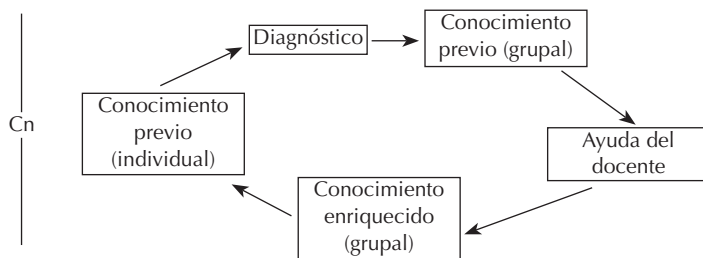 Cn
Diagnóstico
Conocimiento
previo (grupal)
Ayuda del
docente
Conocimiento
enriquecido
(grupal)
Conocimiento
previo
(individual)